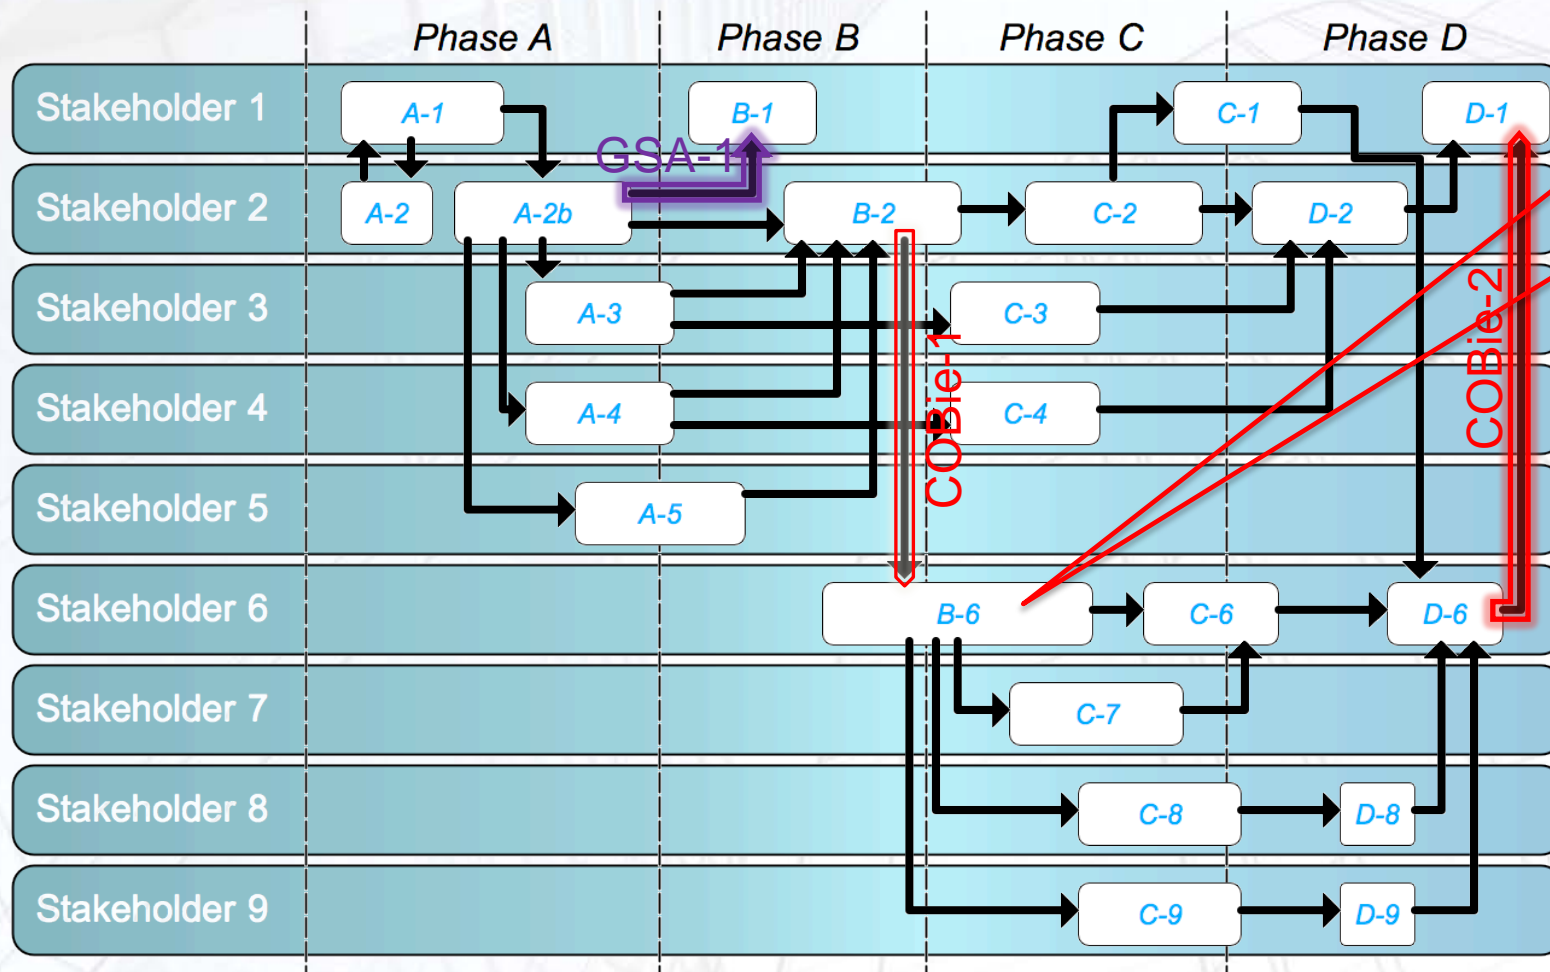 Phase A
Phase B
Phase C
Phase D
Stakeholder 1
A-1
B-1
C-1
D-1
GSA-1
Stakeholder 2
A-2
A-2b
B-2
C-2
D-2
Stakeholder 3
A-3
C-3
COBie-2
Stakeholder 4
A-4
COBie-1
C-4
Stakeholder 5
A-5
Stakeholder 6
B-6
C-6
D-6
Stakeholder 7
C-7
Stakeholder 8
C-8
D-8
Stakeholder 9
C-9
D-9